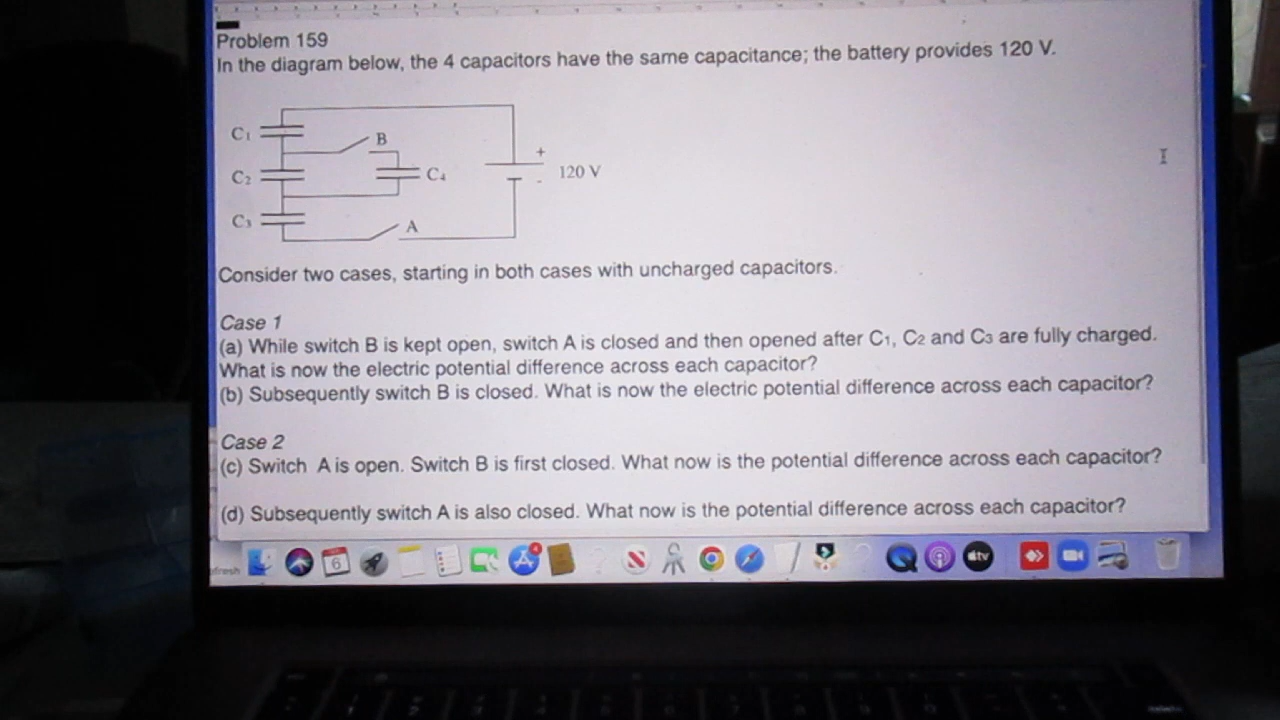 Problem 159
In the diagram below, the 4 capacitors have the same capacitance; the battery provides 120 V.
C₁
B
C₂
C₄
+
120 V
-
C₃
A
Consider two cases, starting in both cases with uncharged capacitors.
Case 1
(a) While switch B is kept open, switch A is closed and then opened after C₁, C₂ and C₃ are fully charged.
What is now the electric potential difference across each capacitor?
(b) Subsequently switch B is closed. What is now the electric potential difference across each capacitor?
Case 2
(c) Switch A is open. Switch B is first closed. What now is the potential difference across each capacitor?
(d) Subsequently switch A is also closed. What now is the potential difference across each capacitor?
6
tv